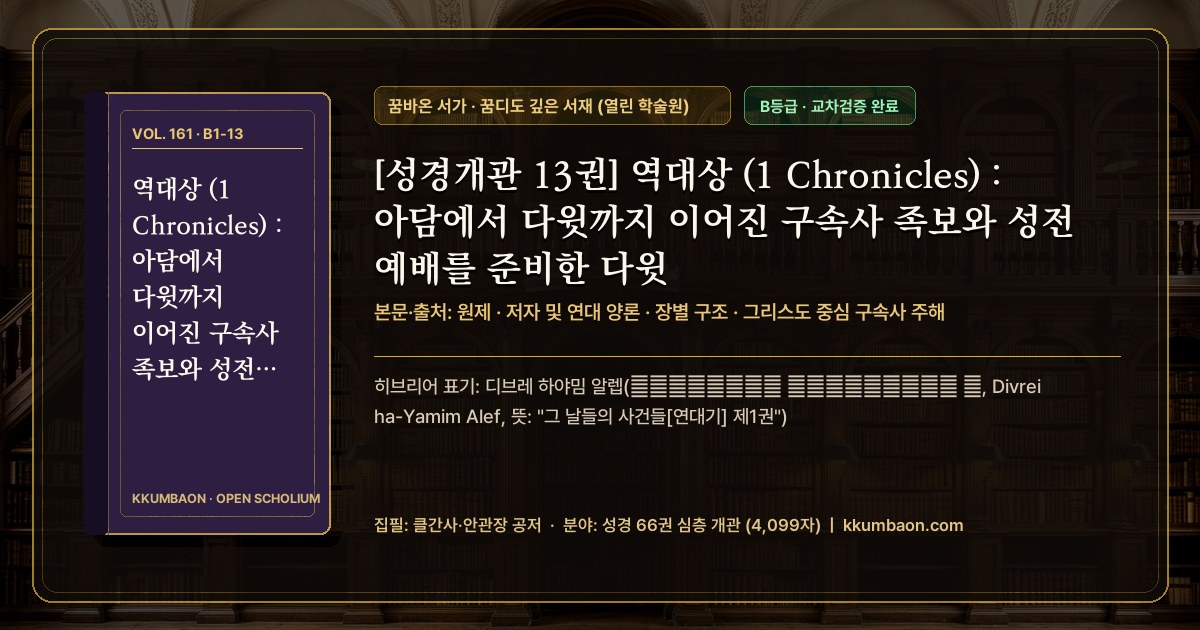 VOL. 161 · B1-13
역대상 (1
Chronicles) :
아담에서
다윗까지
이어진 구속사
족보와 성전…
KKUMBAON · OPEN SCHOLIUM
꿈바온 서가 · 꿈디도 깊은 서재 (열린 학술원)
B등급 · 교차검증 완료
[성경개관 13권] 역대상 (1 Chronicles) :
아담에서 다윗까지 이어진 구속사 족보와 성전
예배를 준비한 다윗
본문·출처: 원제 · 저자 및 연대 양론 · 장별 구조 · 그리스도 중심 구속사 주해
히브리어 표기: 디브레 하야밈 알렙(, Divrei
ha-Yamim Alef, 뜻: "그 날들의 사건들[연대기] 제1권")
집필: 클간사·안관장 공저 · 분야: 성경 66권 심층 개관 (4,099자) | kkumbaon.com